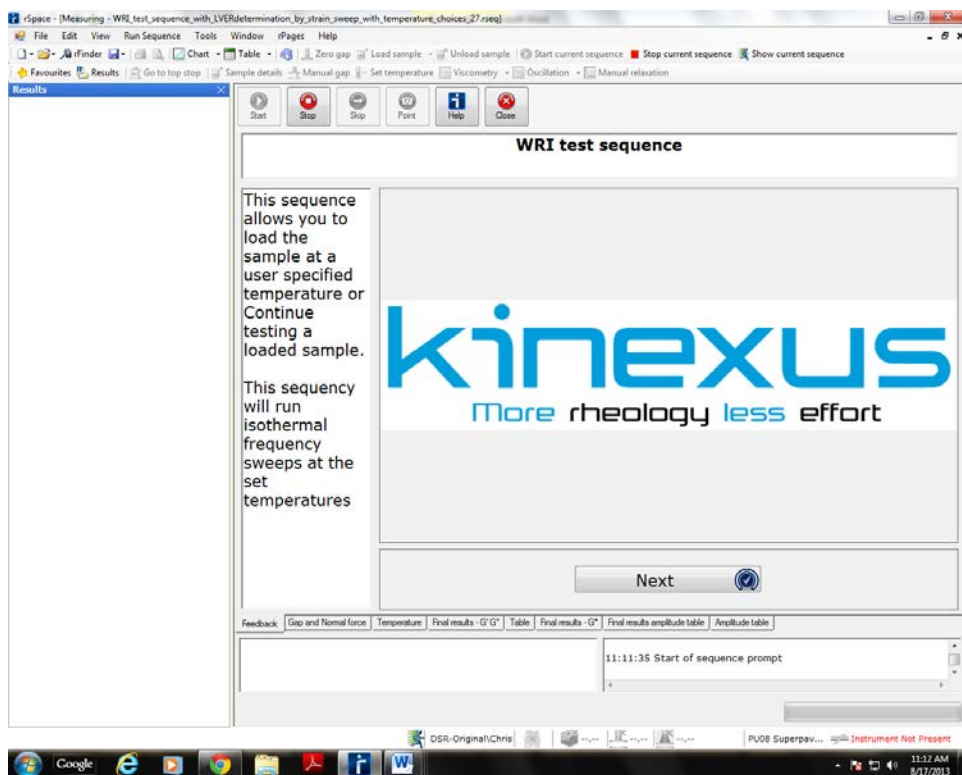 rSpace - [Measuring - WRI_test_sequence_with_LVERdetermination_by_strain_sweep_with_temperature_choices_27.rseq]
File Edit View Run Sequence Tools Window rPages Help
rFinder Chart Table Zero gap Load sample Unload sample Start current sequence Stop current sequence Show current sequence
Favourites Results Go to top stop Sample details Manual gap Set temperature Viscometry Oscillation Manual relaxation
Results
Start Stop Skip Point Help Close
WRI test sequence
This sequence
allows you to
load the
sample at a
user specified
temperature or
Continue
testing a
loaded sample.
This sequency
will run
isothermal
frequency
sweeps at the
set
temperatures
kinexus
More rheology less effort
Next
Feedback Gap and Normal force Temperature Final results - G' G" Table Final results - G* Final results amplitude table Amplitude table
11:11:35 Start of sequence prompt
DSR-Original\Chris --,-- --,-- --,-- PU08 Superpav... Instrument Not Present
Google
11:12 AM
8/17/2013